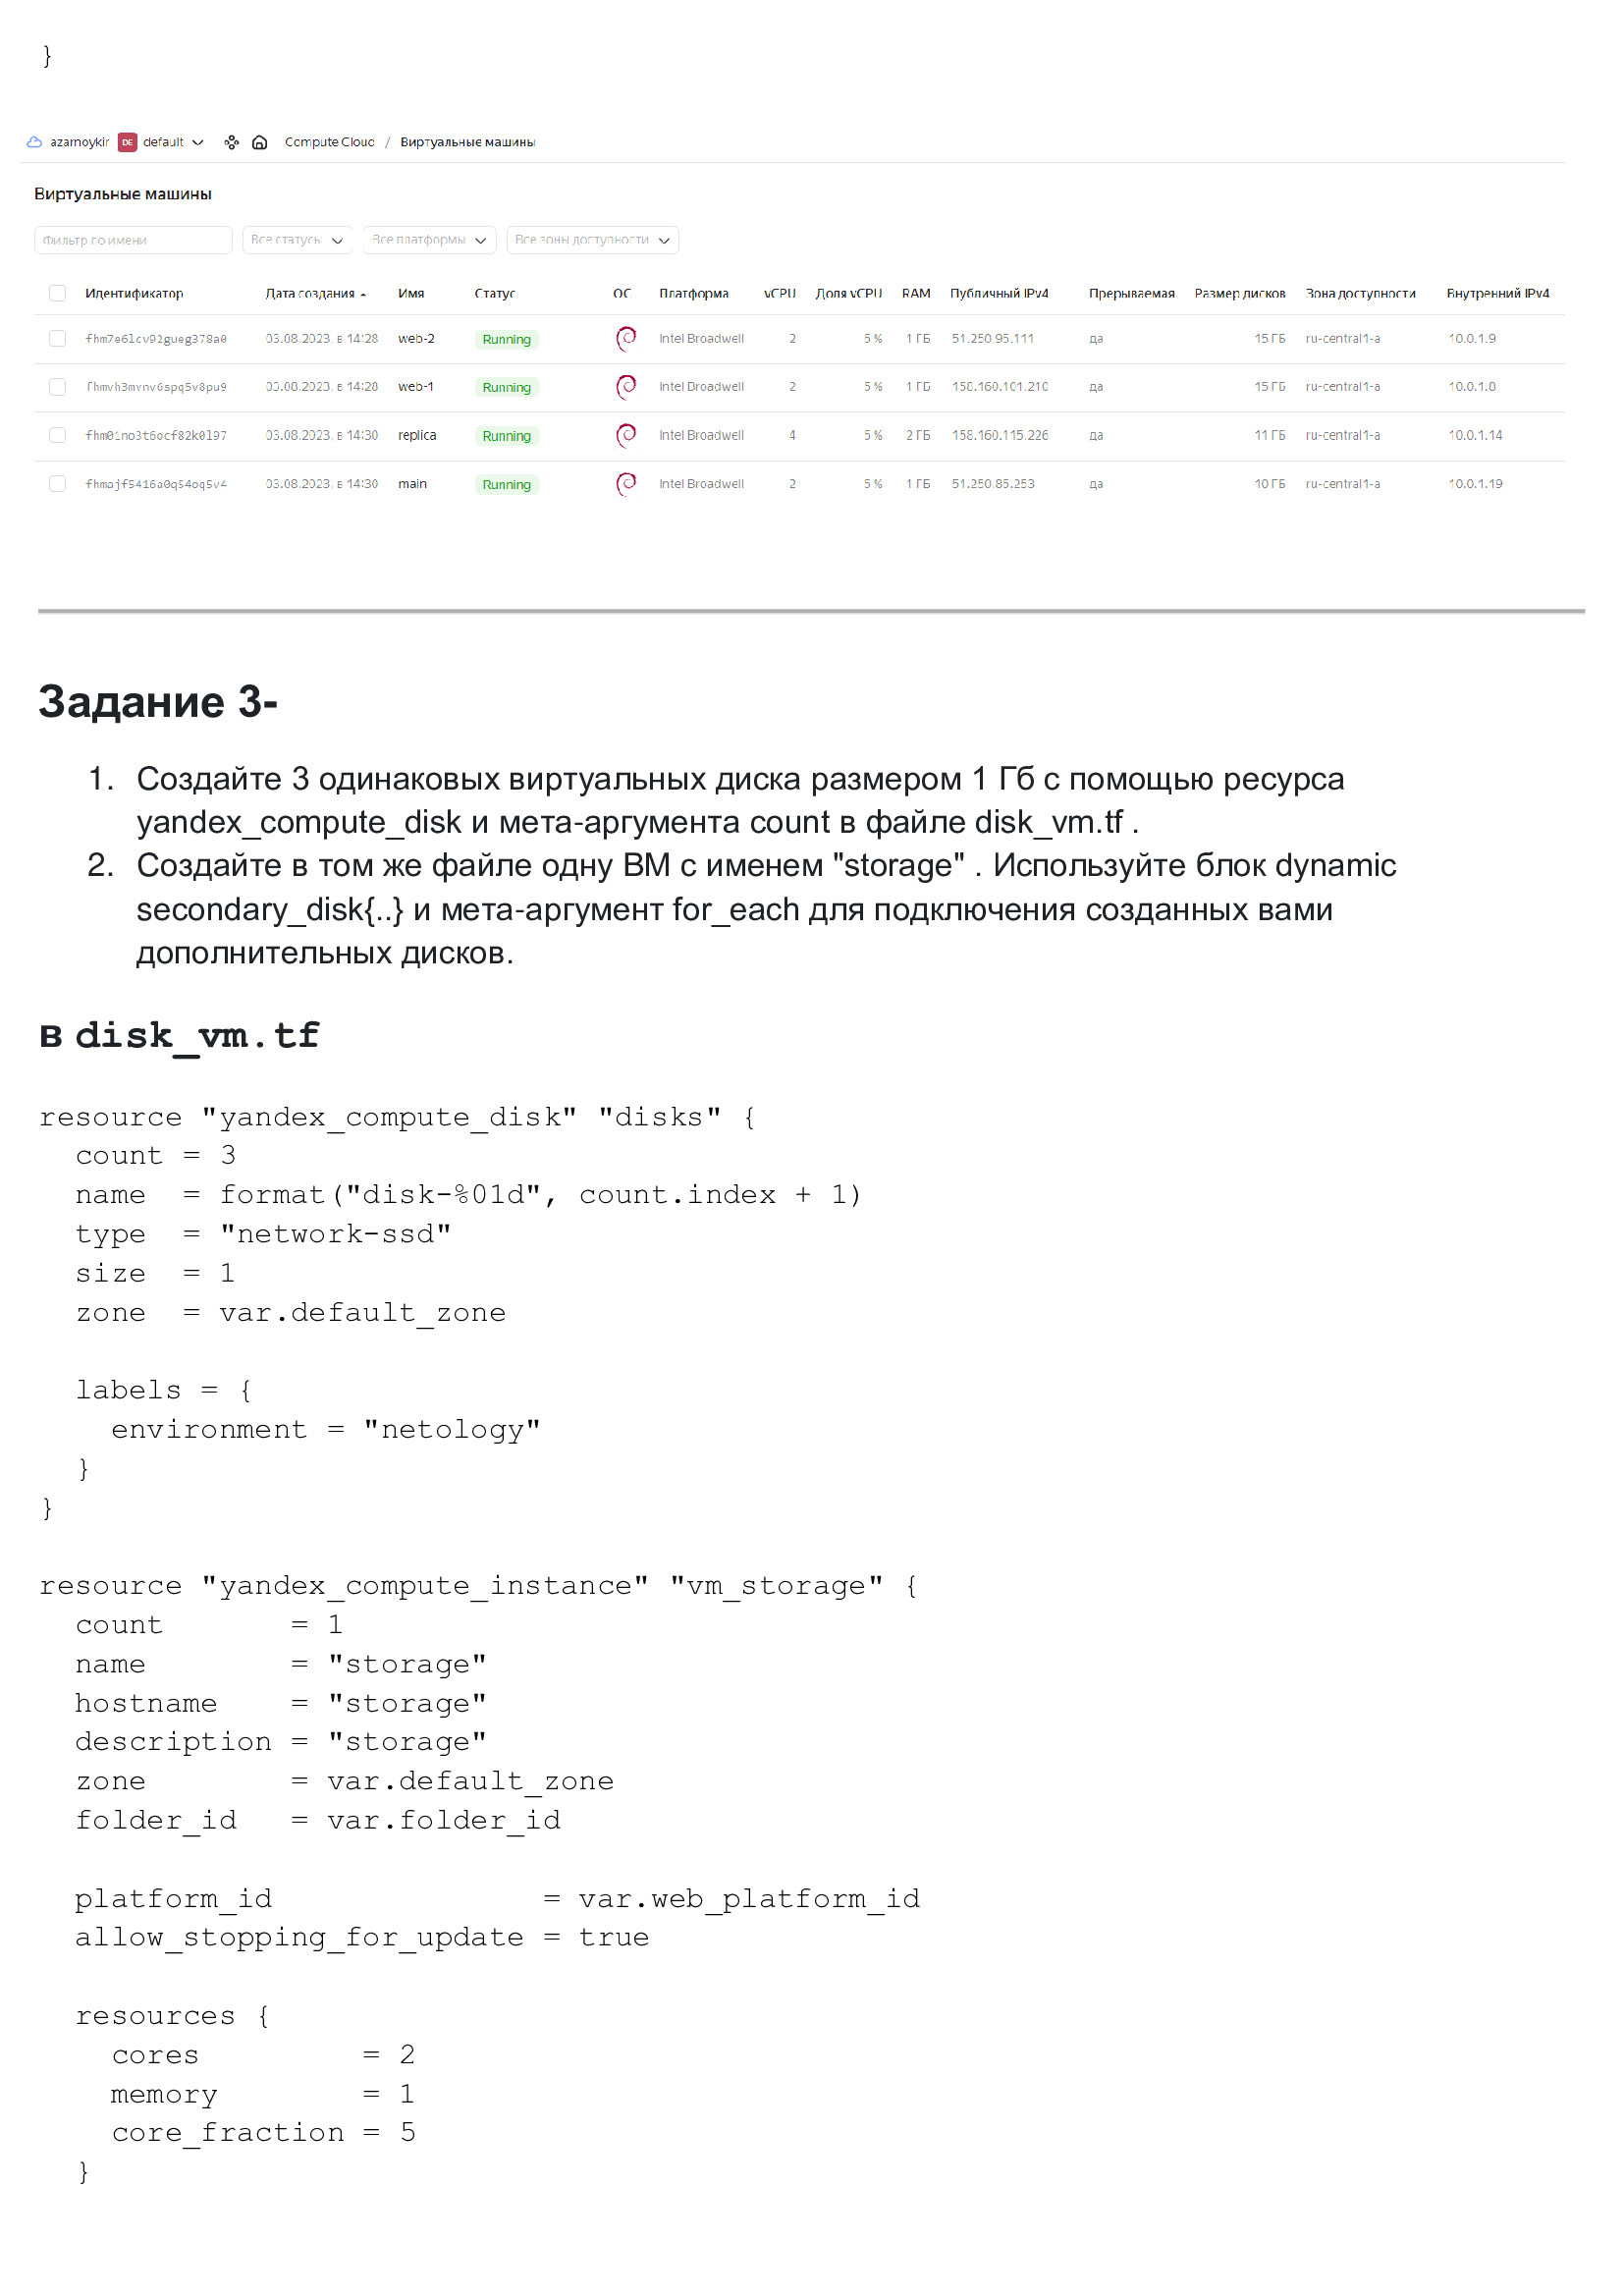 }
azarnoykir DE default Compute Cloud / Виртуальные машины
Виртуальные машины
Фильтр по имени Все статусы Все платформы Все зоны доступности
Идентификатор Дата создания Имя Статус ОС Платформа vCPU Доля vCPU RAM Публичный IPv4 Прерываемая Размер дисков Зона доступности Внутренний IPv4
03.08.2023, в 14:28 web-2 Running Intel Broadwell 2 5 % 1 ГБ 51.250.95.111 да 15 ГБ ru-central1-a 10.0.1.9
03.08.2023, в 14:28 web-1 Running Intel Broadwell 2 5 % 1 ГБ 158.160.101.210 да 15 ГБ ru-central1-a 10.0.1.8
03.08.2023, в 14:30 replica Running Intel Broadwell 4 5 % 2 ГБ 158.160.115.226 да 11 ГБ ru-central1-a 10.0.1.14
03.08.2023, в 14:30 main Running Intel Broadwell 2 5 % 1 ГБ 51.250.85.253 да 10 ГБ ru-central1-a 10.0.1.19
Задание 3-
1. Создайте 3 одинаковых виртуальных диска размером 1 Гб с помощью ресурса
yandex_compute_disk и мета-аргумента count в файле disk_vm.tf .
2. Создайте в том же файле одну ВМ с именем "storage" . Используйте блок dynamic
secondary_disk{..} и мета-аргумент for_each для подключения созданных вами
дополнительных дисков.
в disk_vm.tf
resource "yandex_compute_disk" "disks" {
count = 3
name = format("disk-%01d", count.index + 1)
type = "network-ssd"
size = 1
zone = var.default_zone
labels = {
environment = "netology"
}
}
resource "yandex_compute_instance" "vm_storage" {
count = 1
name = "storage"
hostname = "storage"
description = "storage"
zone = var.default_zone
folder_id = var.folder_id
platform_id = var.web_platform_id
allow_stopping_for_update = true
resources {
cores = 2
memory = 1
core_fraction = 5
}